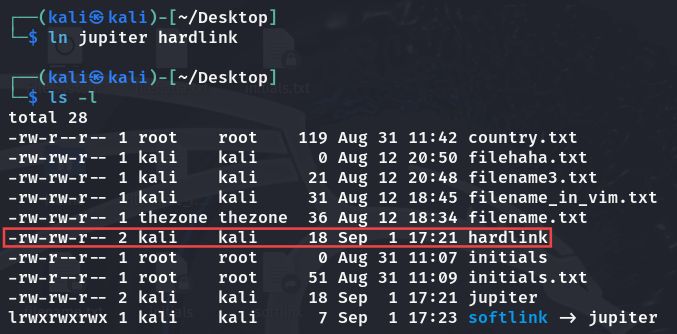 ┌──(kali㉿kali)-[~/Desktop]
└─$ ln jupiter hardlink
┌──(kali㉿kali)-[~/Desktop]
└─$ ls -l
total 28
-rw-r--r-- 1 root    root    119 Aug 31 11:42 country.txt
-rw-rw-r-- 1 kali    kali      0 Aug 12 20:50 filehaha.txt
-rw-rw-r-- 1 kali    kali     21 Aug 12 20:48 filename3.txt
-rw-rw-r-- 1 kali    kali     31 Aug 12 18:45 filename_in_vim.txt
-rw-rw-r-- 1 thezone thezone  36 Aug 12 18:34 filename.txt
-rw-rw-r-- 2 kali    kali     18 Sep  1 17:21 hardlink
-rw-r--r-- 1 root    root      0 Aug 31 11:07 initials
-rw-r--r-- 1 root    root     51 Aug 31 11:09 initials.txt
-rw-rw-r-- 2 kali    kali     18 Sep  1 17:21 jupiter
lrwxrwxrwx 1 kali    kali      7 Sep  1 17:23 softlink -> jupiter